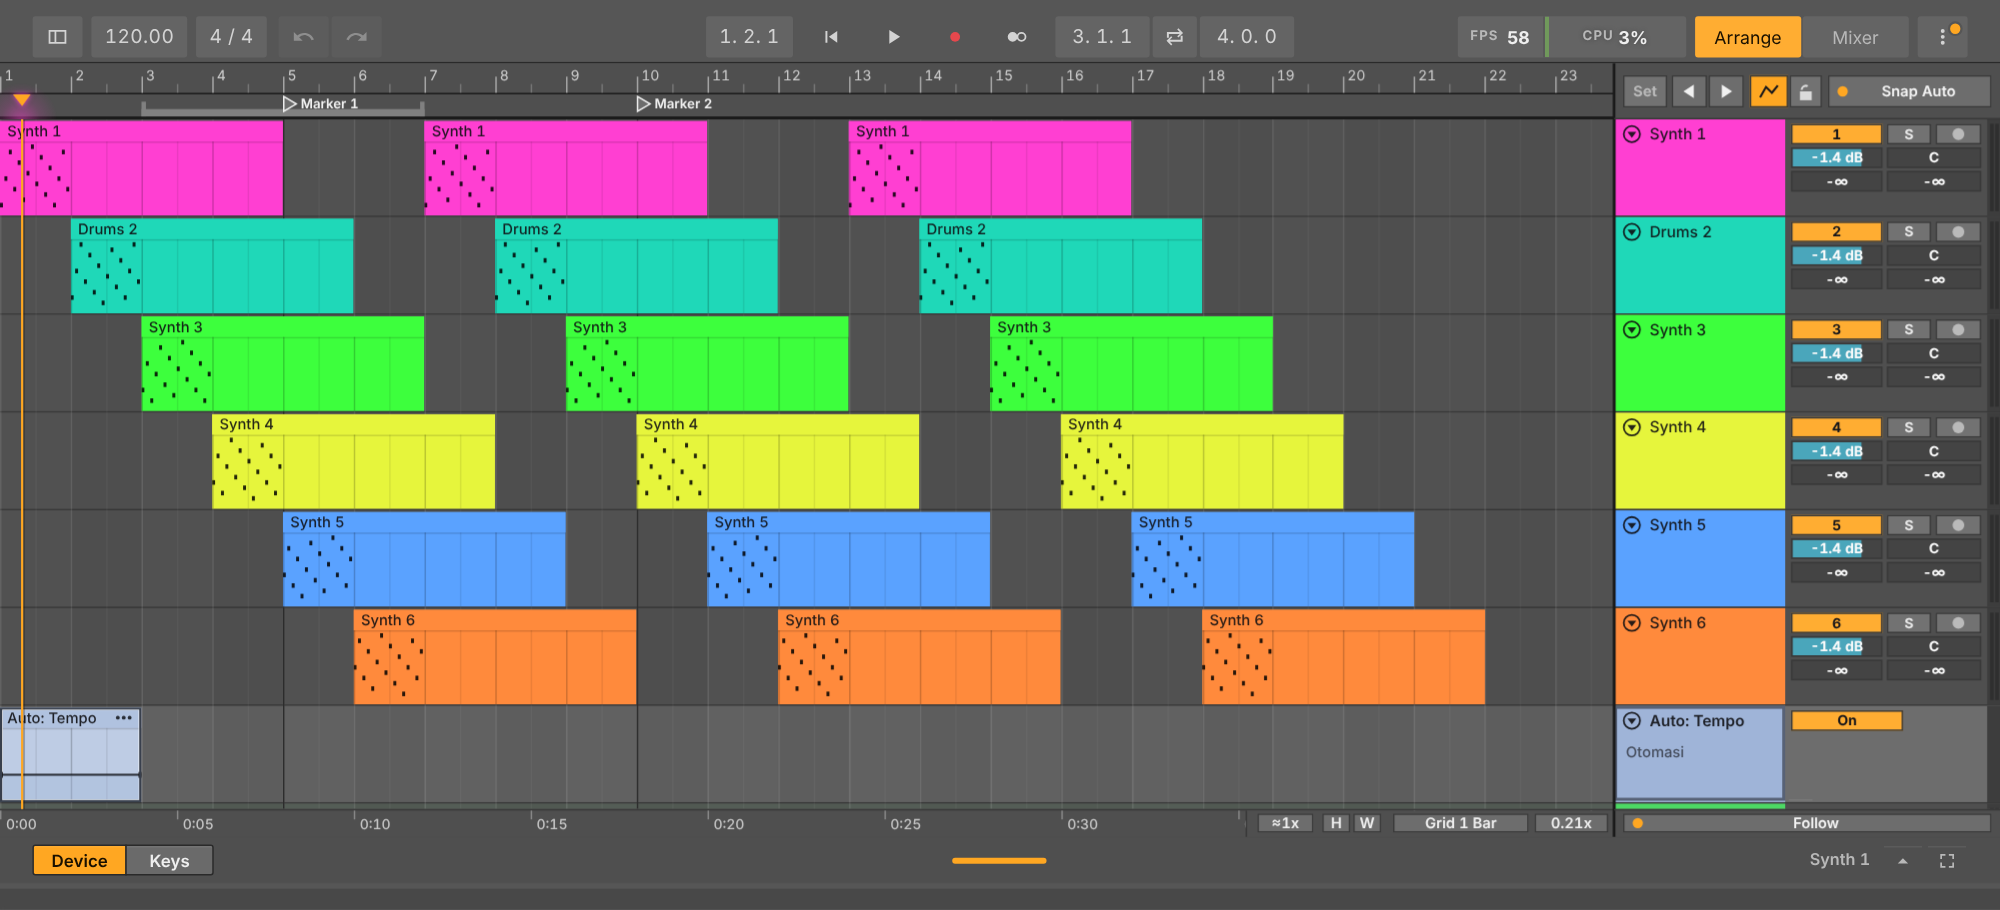 120.00 4 / 4 1. 2. 1 3. 1. 1 4. 0. 0 FPS 58 CPU 3% Arrange Mixer
1 2 3 4 5 6 7 8 9 10 11 12 13 14 15 16 17 18 19 20 21 22 23
Set Snap Auto
Marker 1 Marker 2
Synth 1 Synth 1 Synth 1 Synth 1 1 S
-1.4 dB C
-∞ -∞
Drums 2 Drums 2 Drums 2 Drums 2 2 S
-1.4 dB C
-∞ -∞
Synth 3 Synth 3 Synth 3 Synth 3 3 S
-1.4 dB C
-∞ -∞
Synth 4 Synth 4 Synth 4 Synth 4 4 S
-1.4 dB C
-∞ -∞
Synth 5 Synth 5 Synth 5 Synth 5 5 S
-1.4 dB C
-∞ -∞
Synth 6 Synth 6 Synth 6 Synth 6 6 S
-1.4 dB C
-∞ -∞
Auto: Tempo ••• Auto: Tempo On
Otomasi
0:00 0:05 0:10 0:15 0:20 0:25 0:30 ≈1x H W Grid 1 Bar 0.21x Follow
Device Keys Synth 1